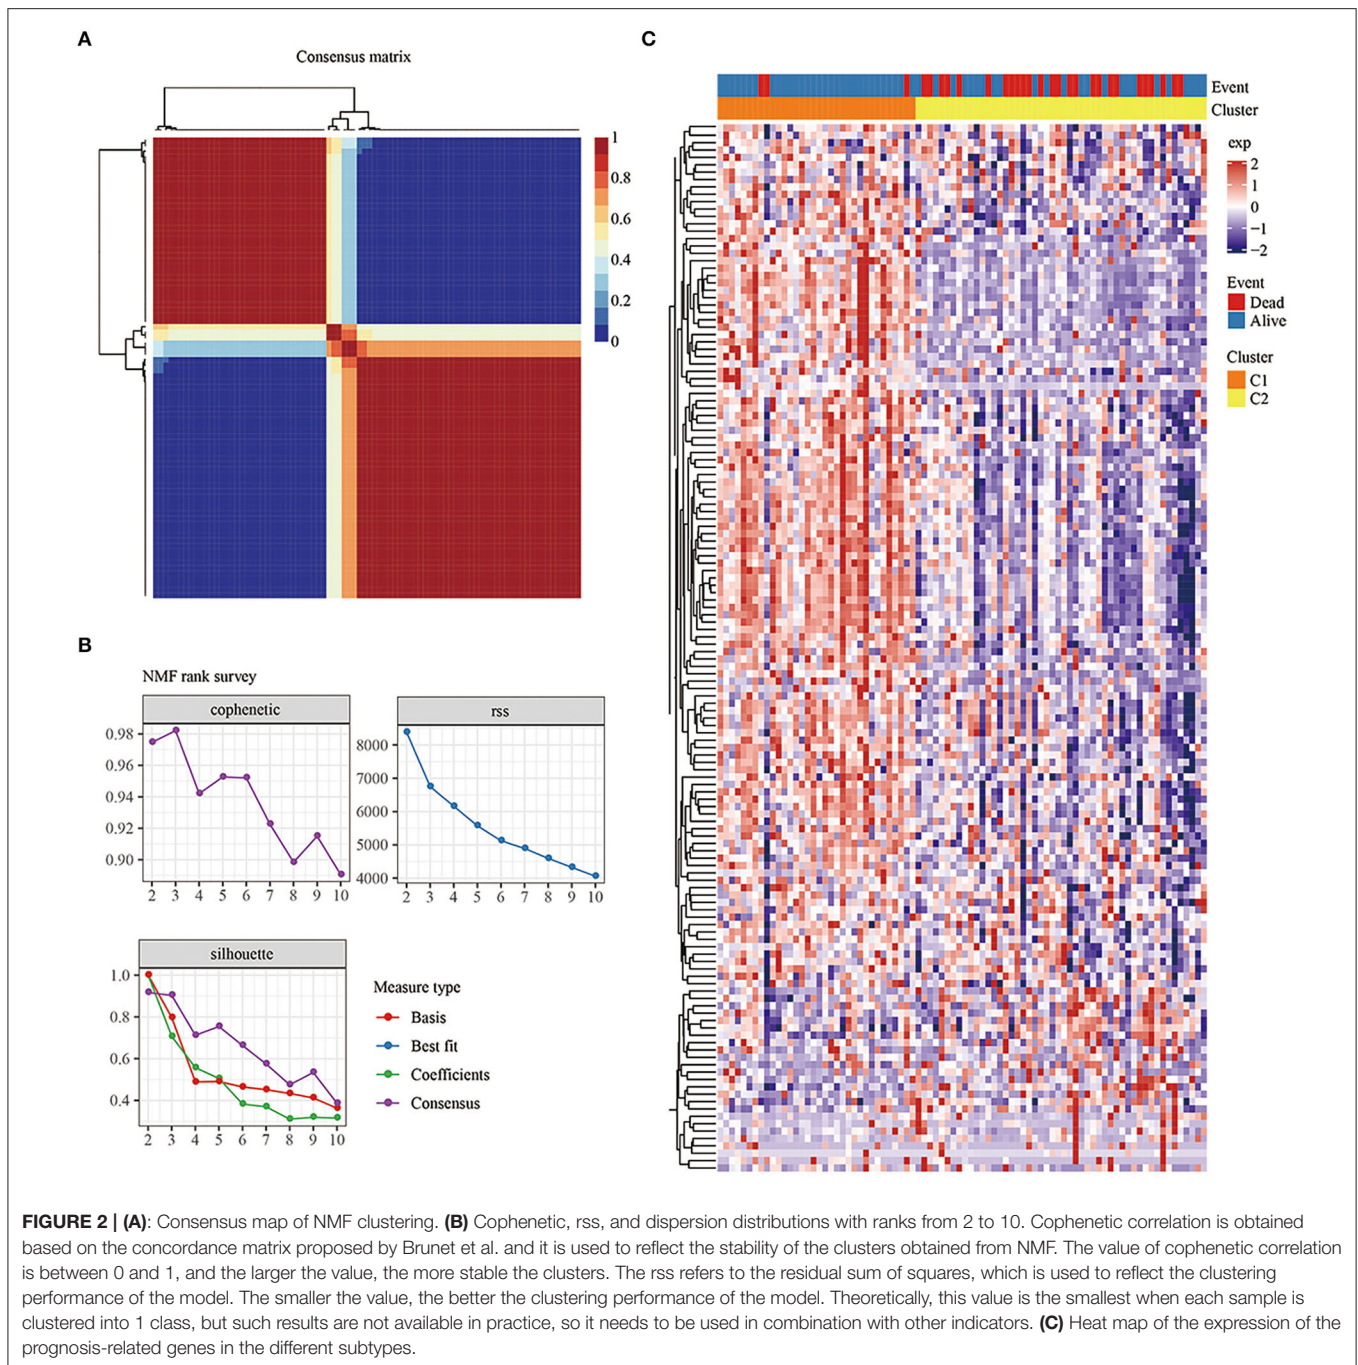 A
Consensus matrix
1
0.8
0.6
0.4
0.2
0
B
NMF rank survey
cophenetic
0.98
0.96
0.94
0.92
0.90
2 3 4 5 6 7 8 9 10
rss
8000
7000
6000
5000
4000
2 3 4 5 6 7 8 9 10
silhouette
1.0
0.8
0.6
0.4
2 3 4 5 6 7 8 9 10
Measure type
Basis
Best fit
Coefficients
Consensus
C
Event
Cluster
exp
2
1
0
−1
−2
Event
Dead
Alive
Cluster
C1
C2
FIGURE 2 | (A): Consensus map of NMF clustering. (B) Cophenetic, rss, and dispersion distributions with ranks from 2 to 10. Cophenetic correlation is obtained
based on the concordance matrix proposed by Brunet et al. and it is used to reflect the stability of the clusters obtained from NMF. The value of cophenetic correlation
is between 0 and 1, and the larger the value, the more stable the clusters. The rss refers to the residual sum of squares, which is used to reflect the clustering
performance of the model. The smaller the value, the better the clustering performance of the model. Theoretically, this value is the smallest when each sample is
clustered into 1 class, but such results are not available in practice, so it needs to be used in combination with other indicators. (C) Heat map of the expression of the
prognosis-related genes in the different subtypes.